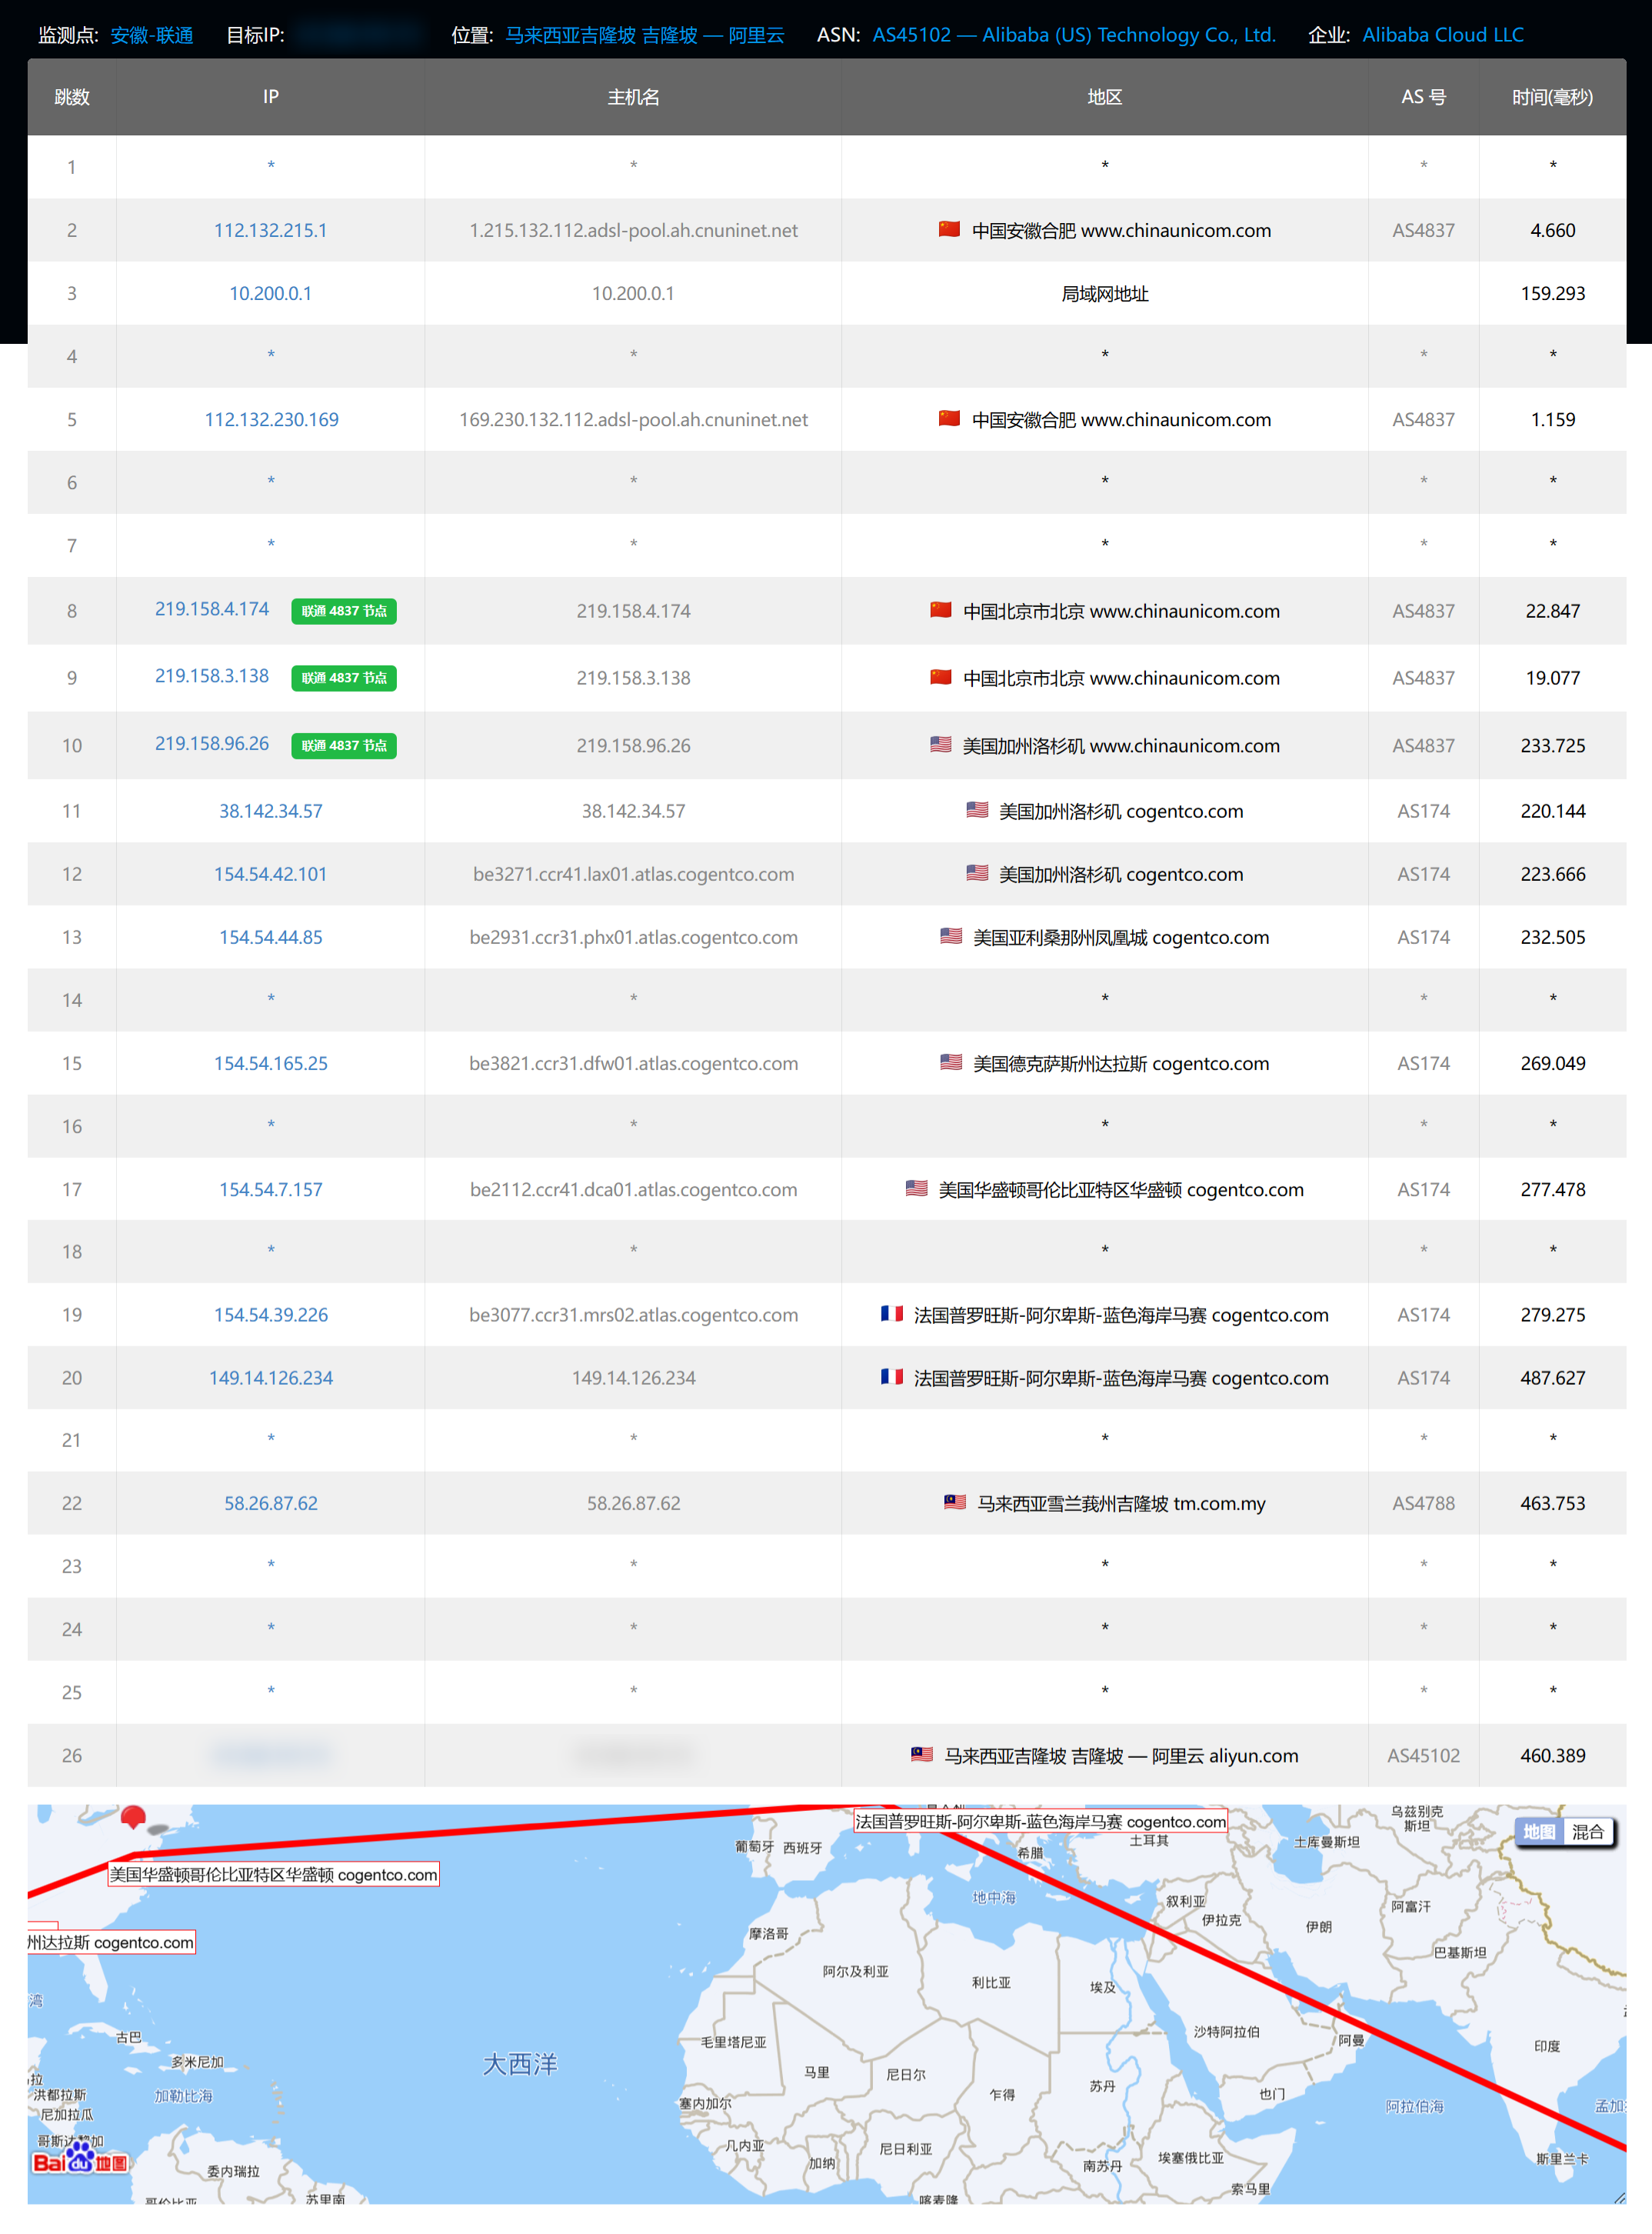 监测点: 安徽-联通 目标IP: 位置: 马来西亚吉隆坡 吉隆坡 — 阿里云 ASN: AS45102 — Alibaba (US) Technology Co., Ltd. 企业: Alibaba Cloud LLC
跳数 IP 主机名 地区 AS 号 时间(毫秒)
1 * * * * *
2 112.132.215.1 1.215.132.112.adsl-pool.ah.cnuninet.net 中国安徽合肥 www.chinaunicom.com AS4837 4.660
3 10.200.0.1 10.200.0.1 局域网地址 159.293
4 * * * * *
5 112.132.230.169 169.230.132.112.adsl-pool.ah.cnuninet.net 中国安徽合肥 www.chinaunicom.com AS4837 1.159
6 * * * * *
7 * * * * *
8 219.158.4.174 联通 4837 节点 219.158.4.174 中国北京市北京 www.chinaunicom.com AS4837 22.847
9 219.158.3.138 联通 4837 节点 219.158.3.138 中国北京市北京 www.chinaunicom.com AS4837 19.077
10 219.158.96.26 联通 4837 节点 219.158.96.26 美国加州洛杉矶 www.chinaunicom.com AS4837 233.725
11 38.142.34.57 38.142.34.57 美国加州洛杉矶 cogentco.com AS174 220.144
12 154.54.42.101 be3271.ccr41.lax01.atlas.cogentco.com 美国加州洛杉矶 cogentco.com AS174 223.666
13 154.54.44.85 be2931.ccr31.phx01.atlas.cogentco.com 美国亚利桑那州凤凰城 cogentco.com AS174 232.505
14 * * * * *
15 154.54.165.25 be3821.ccr31.dfw01.atlas.cogentco.com 美国德克萨斯州达拉斯 cogentco.com AS174 269.049
16 * * * * *
17 154.54.7.157 be2112.ccr41.dca01.atlas.cogentco.com 美国华盛顿哥伦比亚特区华盛顿 cogentco.com AS174 277.478
18 * * * * *
19 154.54.39.226 be3077.ccr31.mrs02.atlas.cogentco.com 法国普罗旺斯-阿尔卑斯-蓝色海岸马赛 cogentco.com AS174 279.275
20 149.14.126.234 149.14.126.234 法国普罗旺斯-阿尔卑斯-蓝色海岸马赛 cogentco.com AS174 487.627
21 * * * * *
22 58.26.87.62 58.26.87.62 马来西亚雪兰莪州吉隆坡 tm.com.my AS4788 463.753
23 * * * * *
24 * * * * *
25 * * * * *
26 马来西亚吉隆坡 吉隆坡 — 阿里云 aliyun.com AS45102 460.389
乌兹别克
斯坦
法国普罗旺斯-阿尔卑斯-蓝色海岸马赛 cogentco.com
地图 混合
土耳其
土库曼斯坦
葡萄牙 西班牙
希腊
美国华盛顿哥伦比亚特区华盛顿 cogentco.com
地中海
叙利亚
阿富汗
伊拉克
伊朗
摩洛哥
州达拉斯 cogentco.com
巴基斯坦
阿尔及利亚
利比亚
埃及
湾
古巴
毛里塔尼亚
沙特阿拉伯
阿曼
印度
多米尼加
大西洋
马里
尼日尔
乍得
苏丹
也门
拉
洪都拉斯
加勒比海
塞内加尔
阿拉伯海
孟加
尼加拉瓜
哥斯达黎加
几内亚
尼日利亚
埃塞俄比亚
斯里兰卡
Bai du 地图
委内瑞拉
加纳
南苏丹
索马里
哥伦比亚
苏里南
喀麦隆